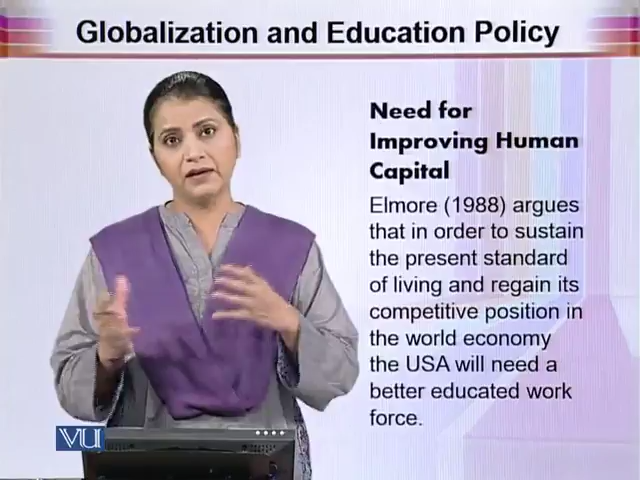 Globalization and Education Policy
Need for
Improving Human
Capital
Elmore (1988) argues
that in order to sustain
the present standard
of living and regain its
competitive position in
the world economy
the USA will need a
better educated work
force.
VU